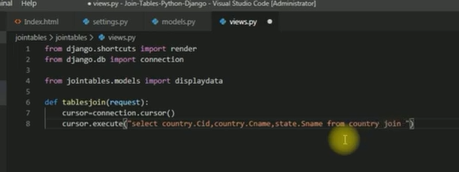 inal Help views.py - Join-Tables-Python-Django - Visual Studio Code [Administrator]
Index.html settings.py models.py views.py
jointables > jointables > views.py
1 from django.shortcuts import render
2 from django.db import connection
3
4 from jointables.models import displaydata
5
6 def tablesjoin(request):
7 cursor=connection.cursor()
8 cursor.execute("select country.Cid,country.Cname,state.Sname from country join ")